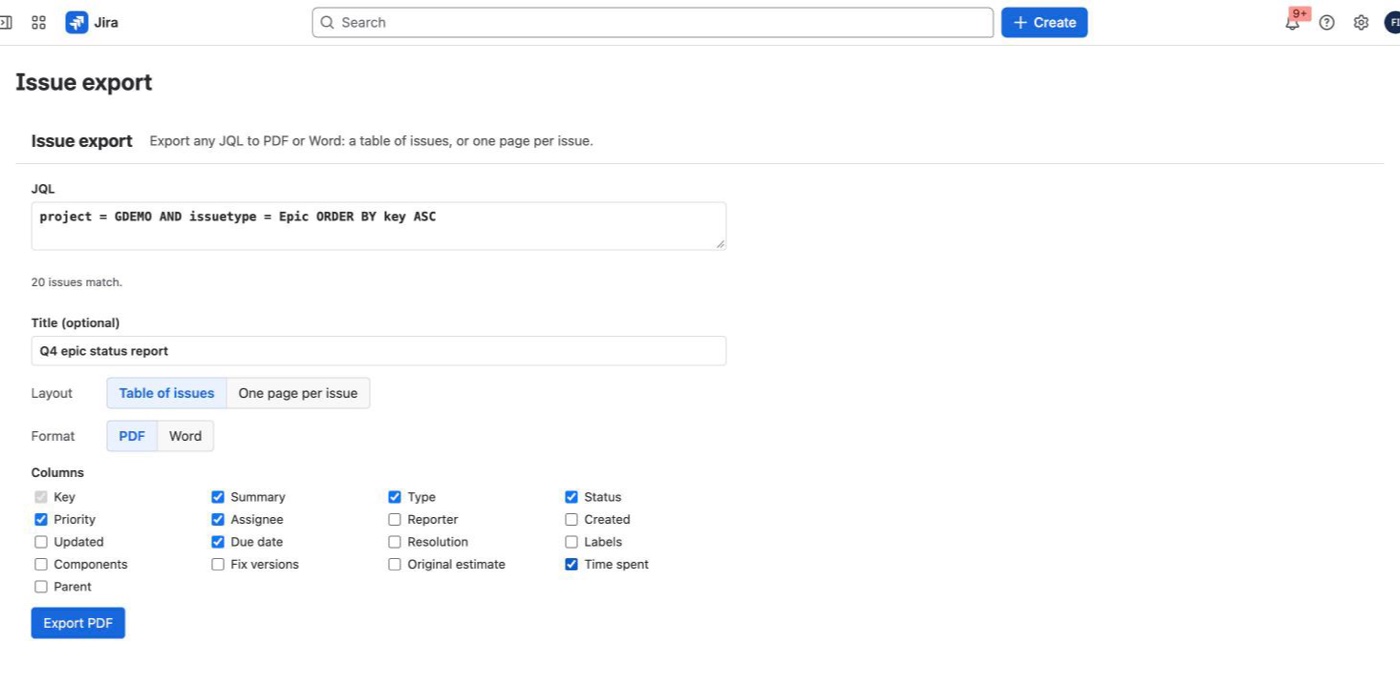 Jira
Search
+ Create
9+
Issue export
Issue export Export any JQL to PDF or Word: a table of issues, or one page per issue.
JQL
project = GDEMO AND issuetype = Epic ORDER BY key ASC
20 issues match.
Title (optional)
Q4 epic status report
Layout Table of issues One page per issue
Format PDF Word
Columns
Key Summary Type Status
Priority Assignee Reporter Created
Updated Due date Resolution Labels
Components Fix versions Original estimate Time spent
Parent
Export PDF